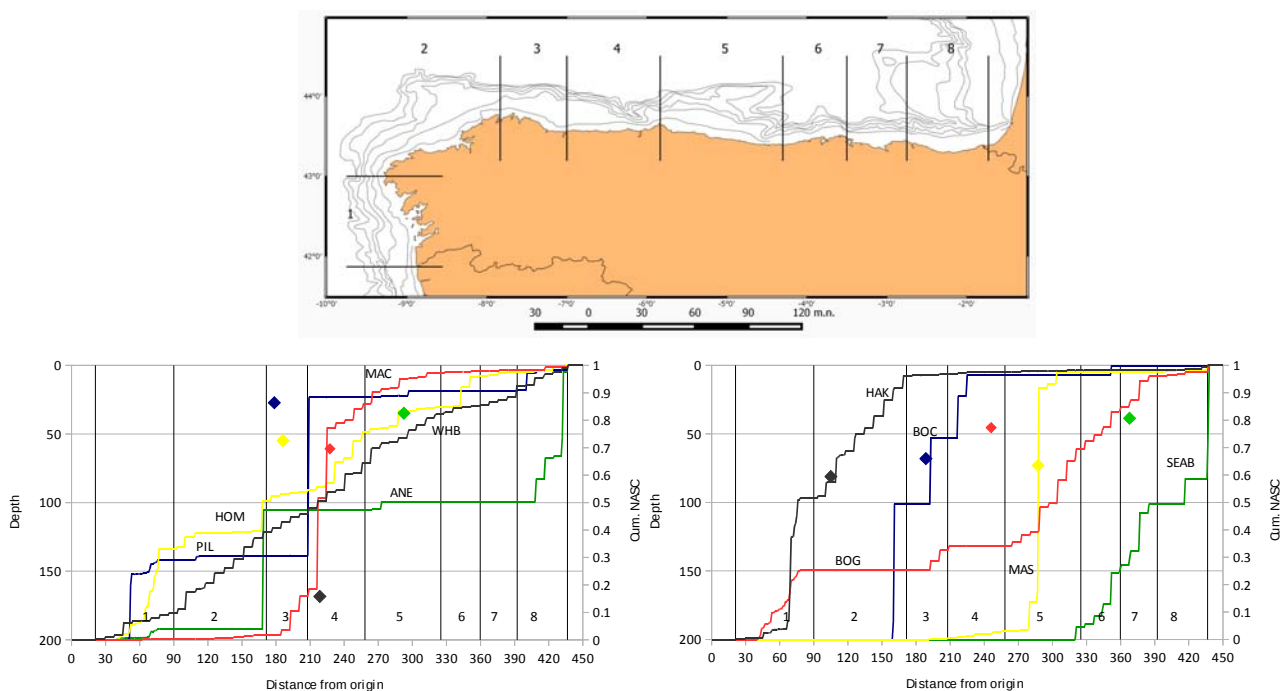 2 3 4 5 6 7 8
44°0'
43°0'
1
42°0'
-10°0' -9°0' -8°0' -7°0' -6°0' -5°0' -4°0' -3°0' -2°0'
30 0 30 60 90 120 m.n.
0 1
MAC
0.9
50 0.8
WHB
0.7
0.6
100 ANE 0.5
HOM
0.4
PIL
0.3
150
0.2
1 2 3 4 5 6 7 8 0.1
200 0
0 30 60 90 120 150 180 210 240 270 300 330 360 390 420 450
Depth
Cum. NASC
Distance from origin
0 1
HAK 0.9
50 0.8
BOC
0.7
SEAB
0.6
100 0.5
0.4
BOG MAS 0.3
150
0.2
1 2 3 4 5 6 7 8 0.1
200 0
0 30 60 90 120 150 180 210 240 270 300 330 360 390 420 450
Depth
Cum. NASC
Distance from origin